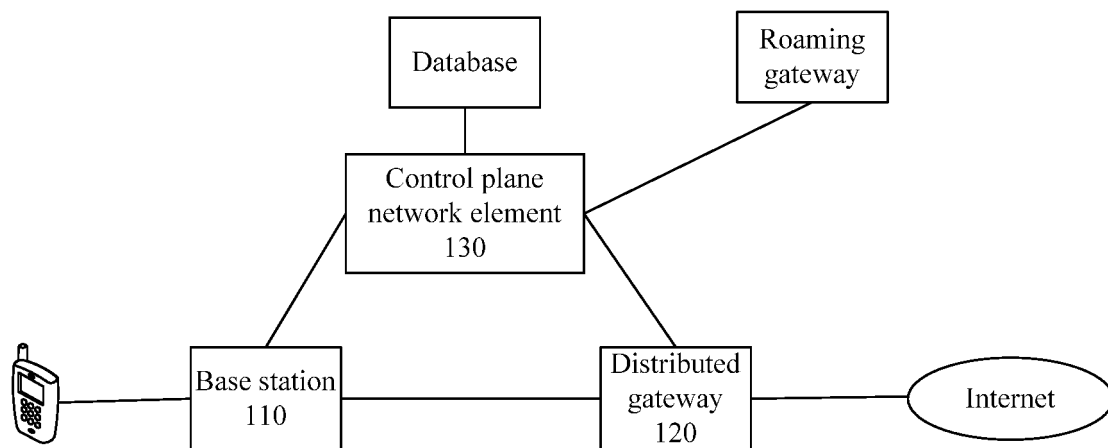 Database
Roaming
gateway
Control plane
network element
130
Base station
110
Distributed
gateway
120
Internet